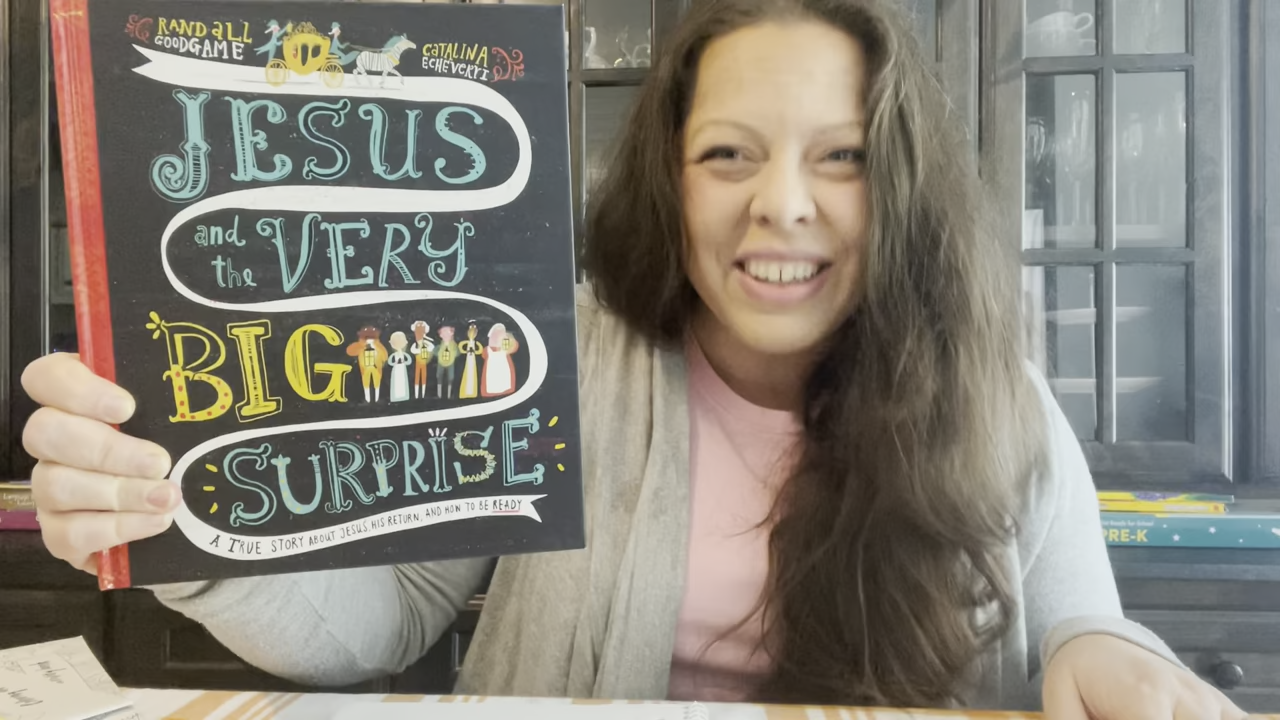 RANDALL
GOODGAME
CATALINA
ECHEVERRI
JESUS
and
the VERY
BIG
SURPRISE
A TRUE STORY ABOUT JESUS, HIS RETURN, AND HOW TO BE READY
PRE-K